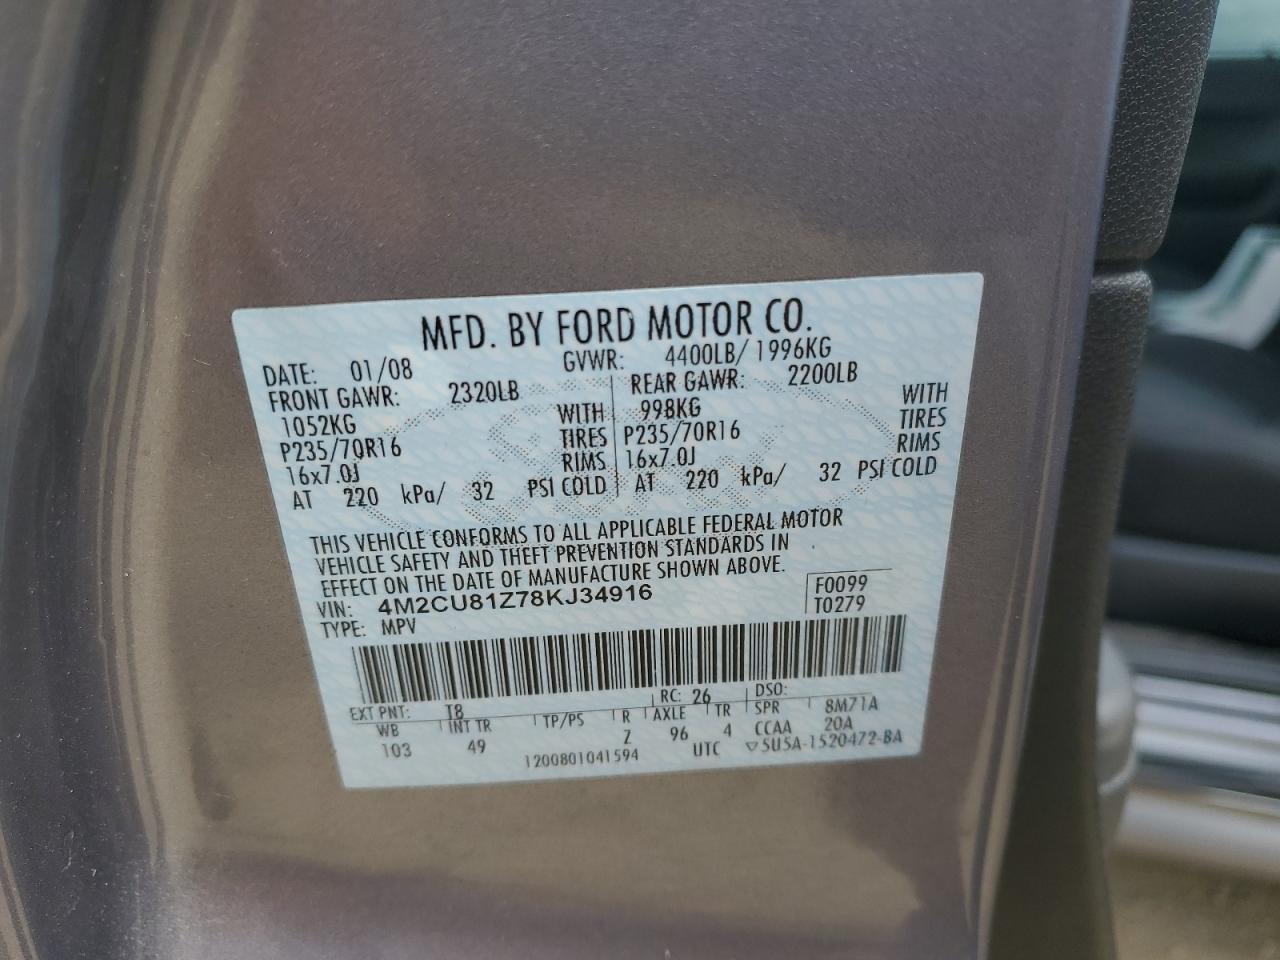 MFD. BY FORD MOTOR CO.
DATE: 01/08 GVWR: 4400LB/ 1996KG
FRONT GAWR: 2320LB REAR GAWR: 2200LB
1052KG WITH 998KG WITH
P235/70R16 TIRES P235/70R16 TIRES
16x7.0J RIMS 16x7.0J RIMS
AT 220 kPa/ 32 PSI COLD AT 220 kPa/ 32 PSI COLD
THIS VEHICLE CONFORMS TO ALL APPLICABLE FEDERAL MOTOR
VEHICLE SAFETY AND THEFT PREVENTION STANDARDS IN
EFFECT ON THE DATE OF MANUFACTURE SHOWN ABOVE.
VIN: 4M2CU81Z78KJ34916 F0099
TYPE: MPV T0279
EXT PNT: T8 RC: 26 DSO:
WB INT TR TP/PS R AXLE TR SPR 8M71A
103 49 Z 96 4 CCAA 20A
1200801041594 UTC ▽5U5A-1520472-BA